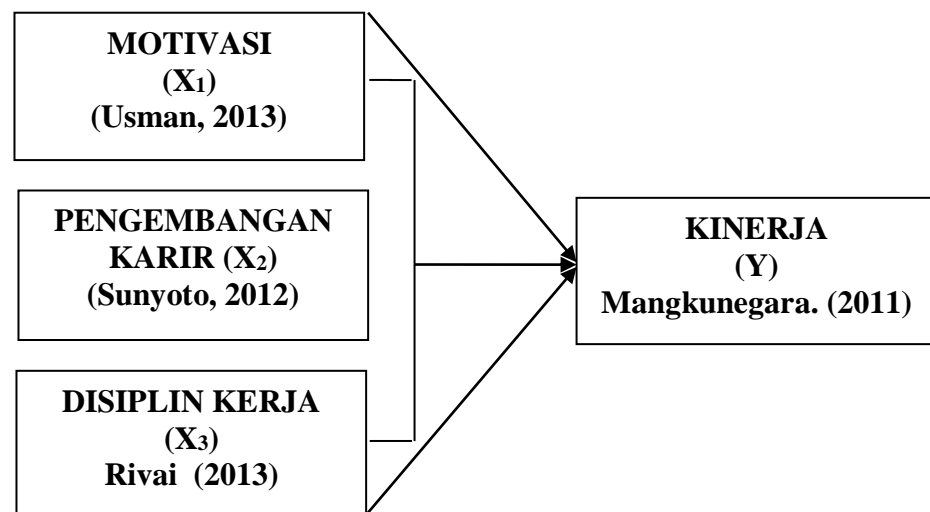 MOTIVASI
(X₁)
(Usman, 2013)
PENGEMBANGAN
KARIR (X₂)
(Sunyoto, 2012)
DISIPLIN KERJA
(X₃)
Rivai (2013)
KINERJA
(Y)
Mangkunegara. (2011)